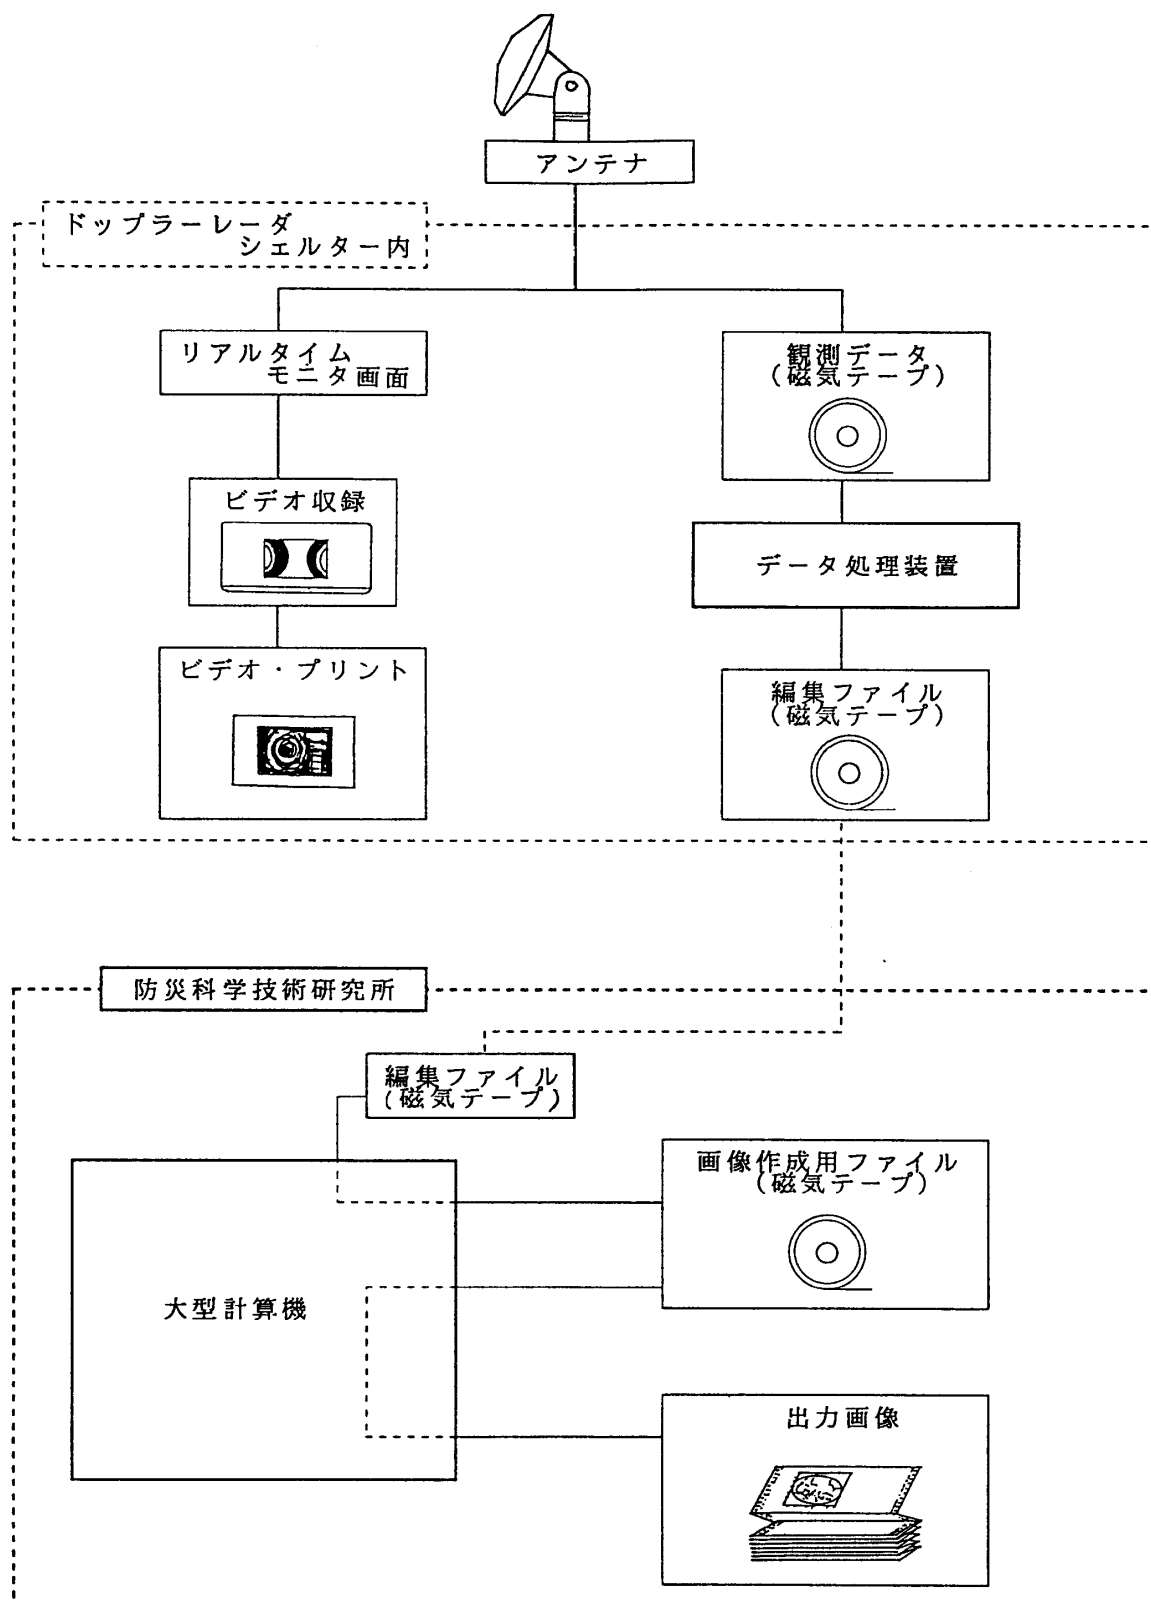 アンテナ
ドップラーレーダ
シェルター内
リアルタイム
モニタ画面
観測データ
(磁気テープ)
ビデオ収録
データ処理装置
ビデオ・プリント
編集ファイル
(磁気テープ)
防災科学技術研究所
編集ファイル
(磁気テープ)
画像作成用ファイル
(磁気テープ)
大型計算機
出力画像